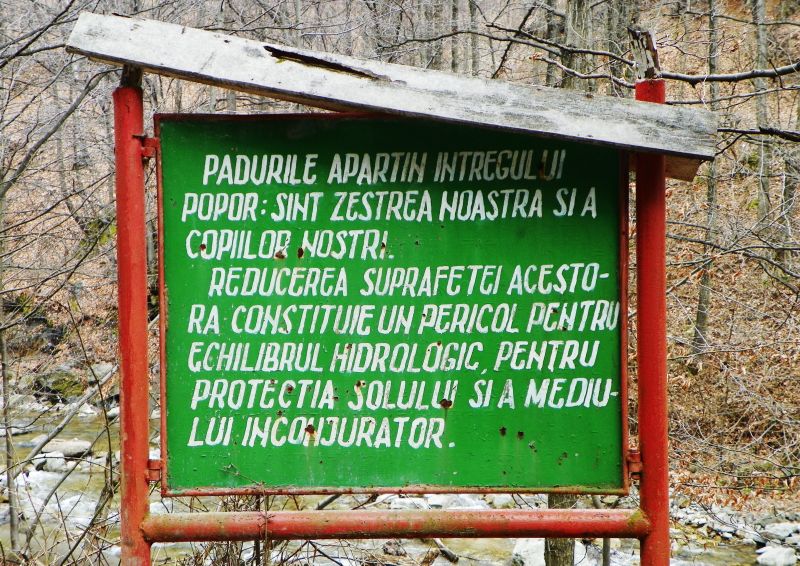 PADURILE APARTIN INTREGULUI
POPOR: SINT ZESTREA NOASTRA SI A
COPIILOR NOSTRI.
REDUCEREA SUPRAFETEI ACESTO-
RA CONSTITUIE UN PERICOL PENTRU
ECHILIBRUL HIDROLOGIC, PENTRU
PROTECTIA SOLULUI SI A MEDIU-
LUI INCONJURATOR.